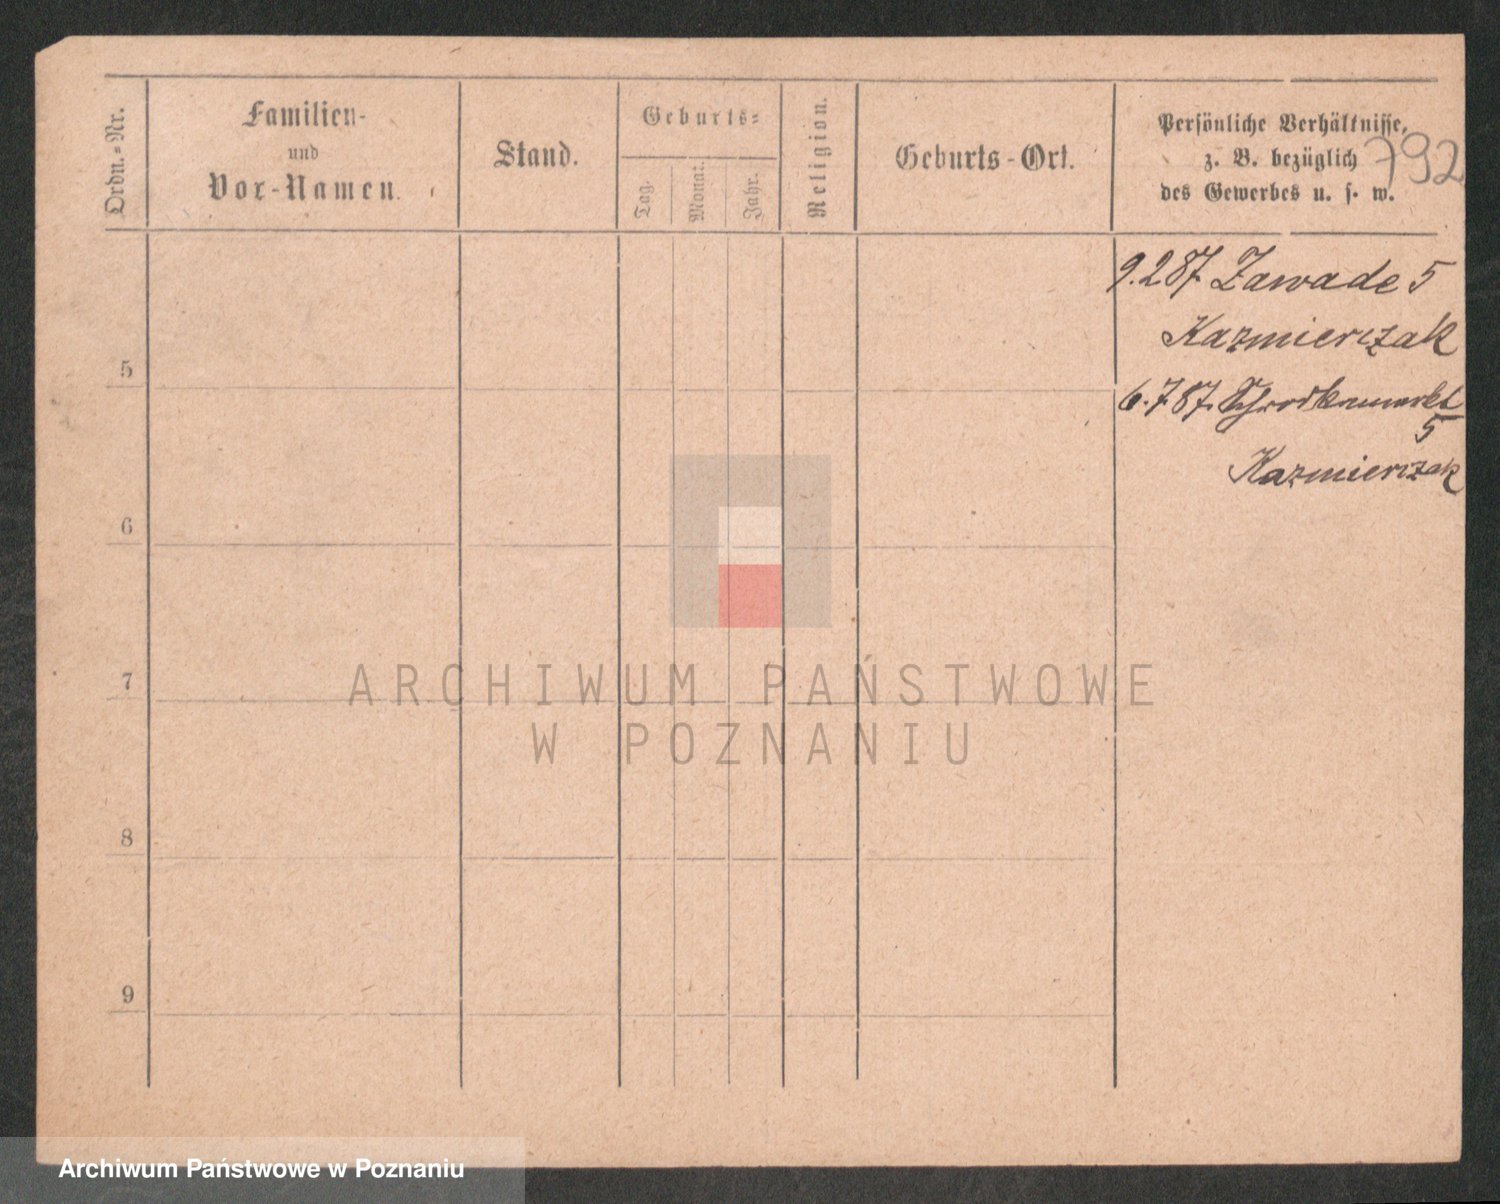 Ordn.-Nr.
Familien-
und
Vor-Namen.
Stand.
Geburts-
Tag.
Monat.
Jahr.
Religion.
Geburts-Ort.
Persönliche Verhältnisse,
z. B. bezüglich
des Gewerbes u. s. w.
792
9.2.87. Zawade 5
Kazmierczak
5
6.7.87.
5
Kazmierczak
6
7
8
9
ARCHIWUM PAŃSTWOWE
W POZNANIU
Archiwum Państwowe w Poznaniu